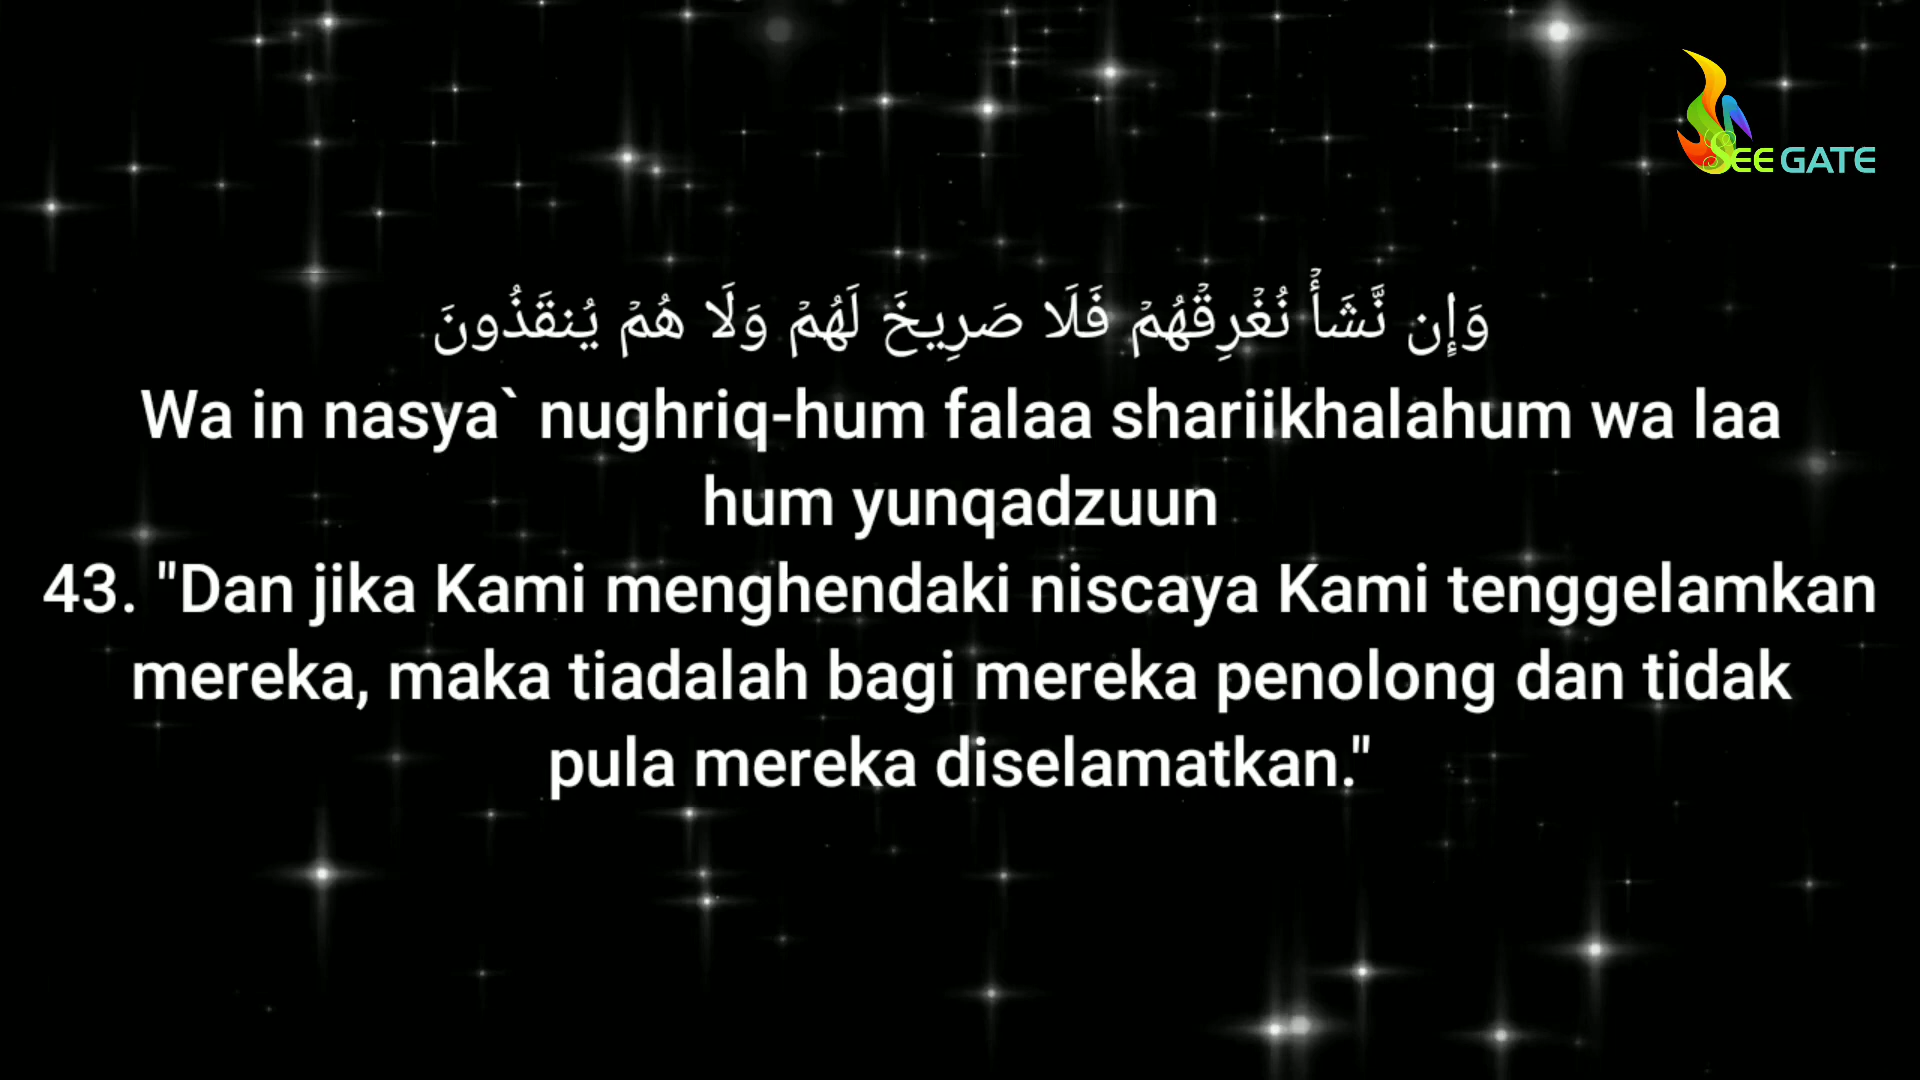 SEE GATE
وَإِن نَّشَأۡ نُغۡرِقۡهُمۡ فَلَا صَرِيخَ لَهُمۡ وَلَا هُمۡ يُنقَذُونَ
Wa in nasya` nughriq-hum falaa shariikhalahum wa laa
hum yunqadzuun
43. "Dan jika Kami menghendaki niscaya Kami tenggelamkan
mereka, maka tiadalah bagi mereka penolong dan tidak
pula mereka diselamatkan."